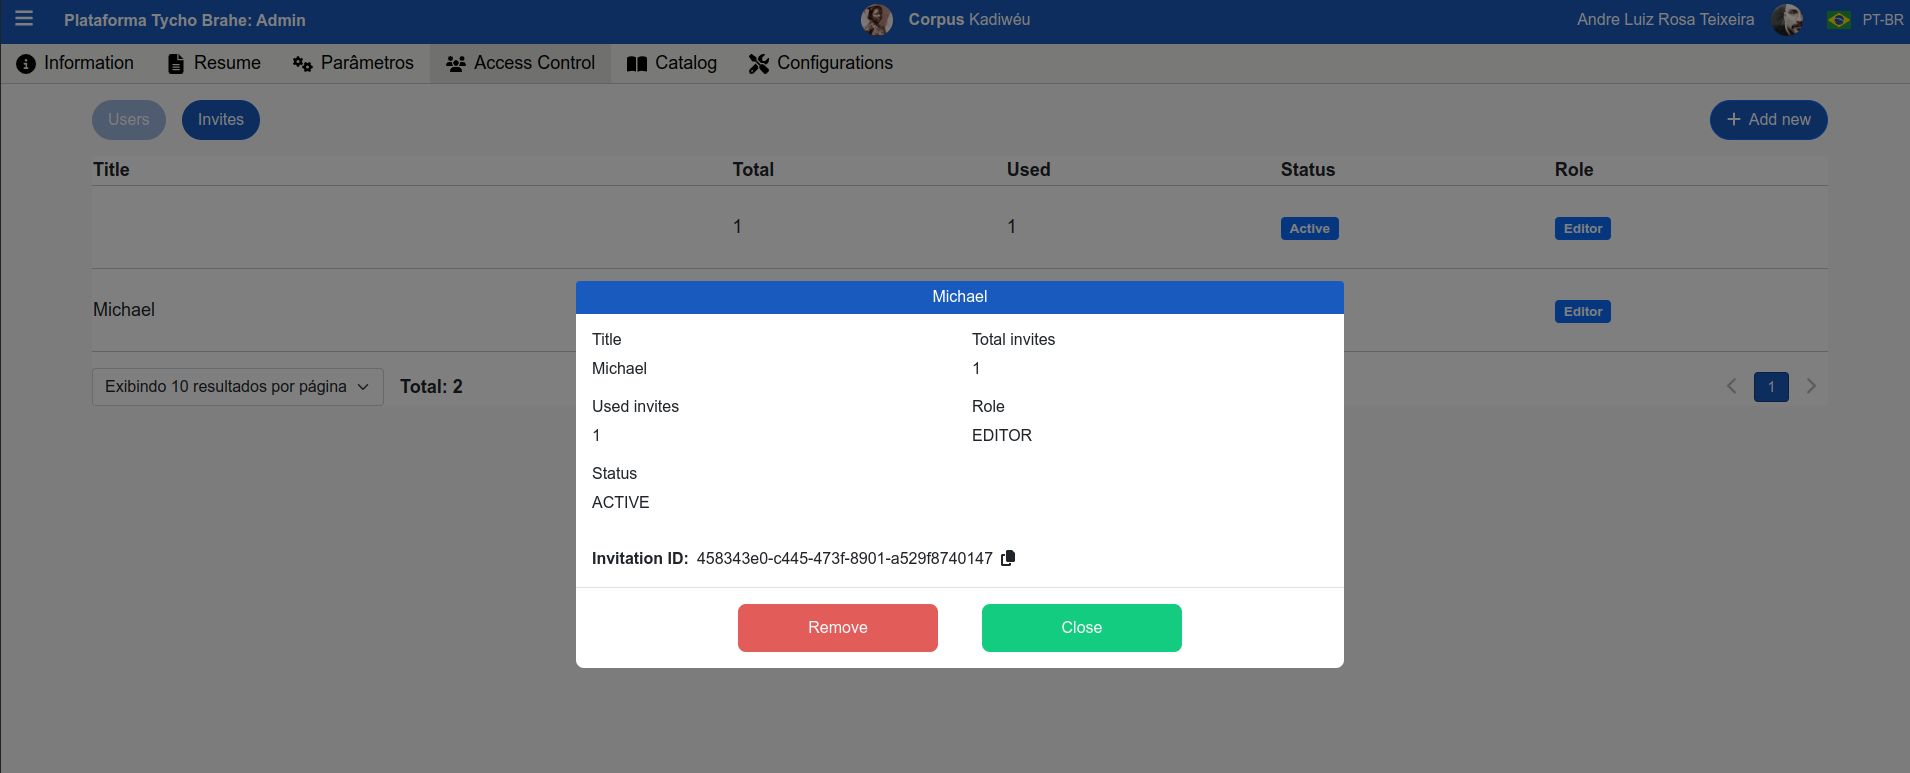 Plataforma Tycho Brahe: Admin
Corpus Kadiwéu
Andre Luiz Rosa Teixeira
PT-BR
Information
Resume
Parâmetros
Access Control
Catalog
Configurations
Users
Invites
+ Add new
Title Total Used Status Role
1 1 Active Editor
Michael Editor
Exibindo 10 resultados por página
Total: 2
1
Michael
Title
Michael
Total invites
1
Used invites
1
Role
EDITOR
Status
ACTIVE
Invitation ID: 458343e0-c445-473f-8901-a529f8740147
Remove
Close